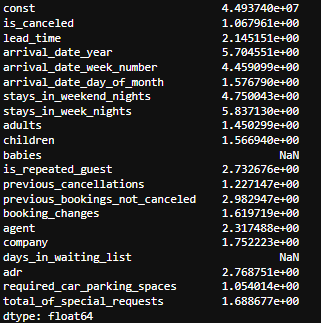 const 4.493740e+07
is_canceled 1.067961e+00
lead_time 2.145151e+00
arrival_date_year 5.704551e+01
arrival_date_week_number 4.459099e+00
arrival_date_day_of_month 1.576790e+00
stays_in_weekend_nights 4.750043e+00
stays_in_week_nights 5.837130e+00
adults 1.450299e+00
children 1.566940e+00
babies NaN
is_repeated_guest 2.732676e+00
previous_cancellations 1.227147e+00
previous_bookings_not_canceled 2.982947e+00
booking_changes 1.619719e+00
agent 2.317488e+00
company 1.752223e+00
days_in_waiting_list NaN
adr 2.768751e+00
required_car_parking_spaces 1.054014e+00
total_of_special_requests 1.688677e+00
dtype: float64